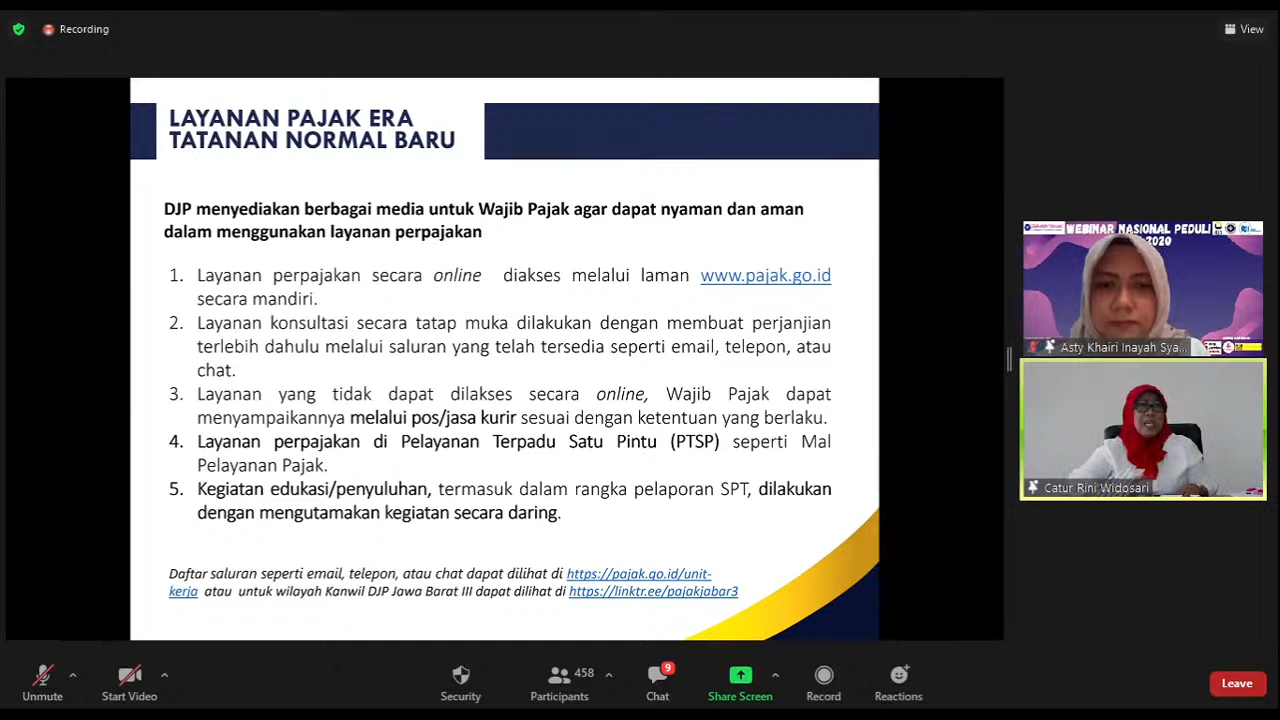 Recording
View
LAYANAN PAJAK ERA
TATANAN NORMAL BARU
DJP menyediakan berbagai media untuk Wajib Pajak agar dapat nyaman dan aman
dalam menggunakan layanan perpajakan
1. Layanan perpajakan secara online diakses melalui laman www.pajak.go.id
secara mandiri.
2. Layanan konsultasi secara tatap muka dilakukan dengan membuat perjanjian
terlebih dahulu melalui saluran yang telah tersedia seperti email, telepon, atau
chat.
3. Layanan yang tidak dapat dilakses secara online, Wajib Pajak dapat
menyampaikannya melalui pos/jasa kurir sesuai dengan ketentuan yang berlaku.
4. Layanan perpajakan di Pelayanan Terpadu Satu Pintu (PTSP) seperti Mal
Pelayanan Pajak.
5. Kegiatan edukasi/penyuluhan, termasuk dalam rangka pelaporan SPT, dilakukan
dengan mengutamakan kegiatan secara daring.
Daftar saluran seperti email, telepon, atau chat dapat dilihat di https://pajak.go.id/unit-
kerja atau untuk wilayah Kanwil DJP Jawa Barat III dapat dilihat di https://linktr.ee/pajakjabar3
WEBINAR NASIONAL PEDULI
2020
Asty Khairi Inayah Sya...
Catur Rini Widosari
Unmute
Start Video
Security
458
Participants
9
Chat
Share Screen
Record
Reactions
Leave